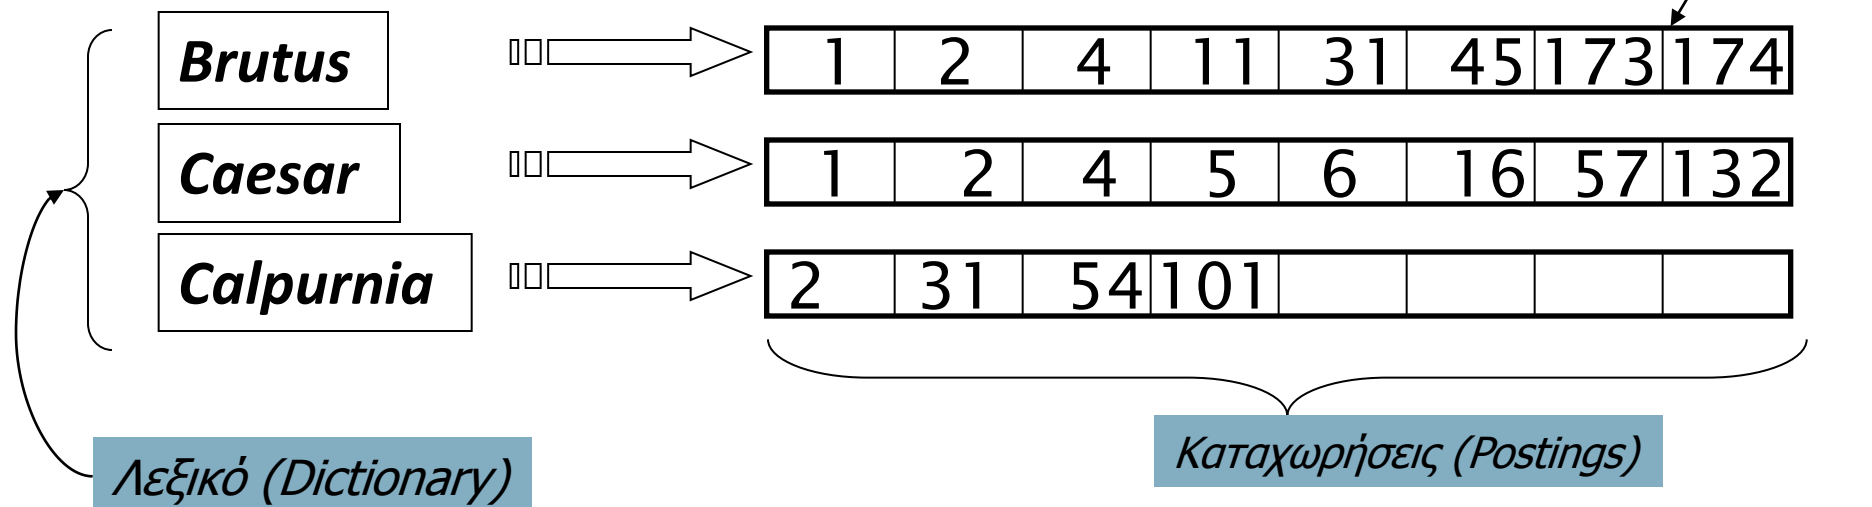 Brutus 1 2 4 11 31 45 173 174
Caesar 1 2 4 5 6 16 57 132
Calpurnia 2 31 54 101
Λεξικό (Dictionary)
Καταχωρήσεις (Postings)